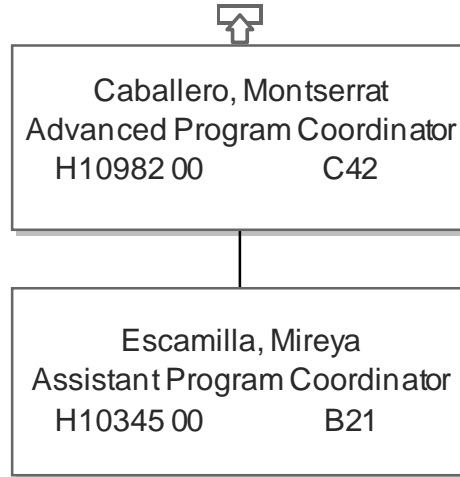 Caballero, Montserrat
Advanced Program Coordinator
H10982 00 C42
Escamilla, Mireya
Assistant Program Coordinator
H10345 00 B21